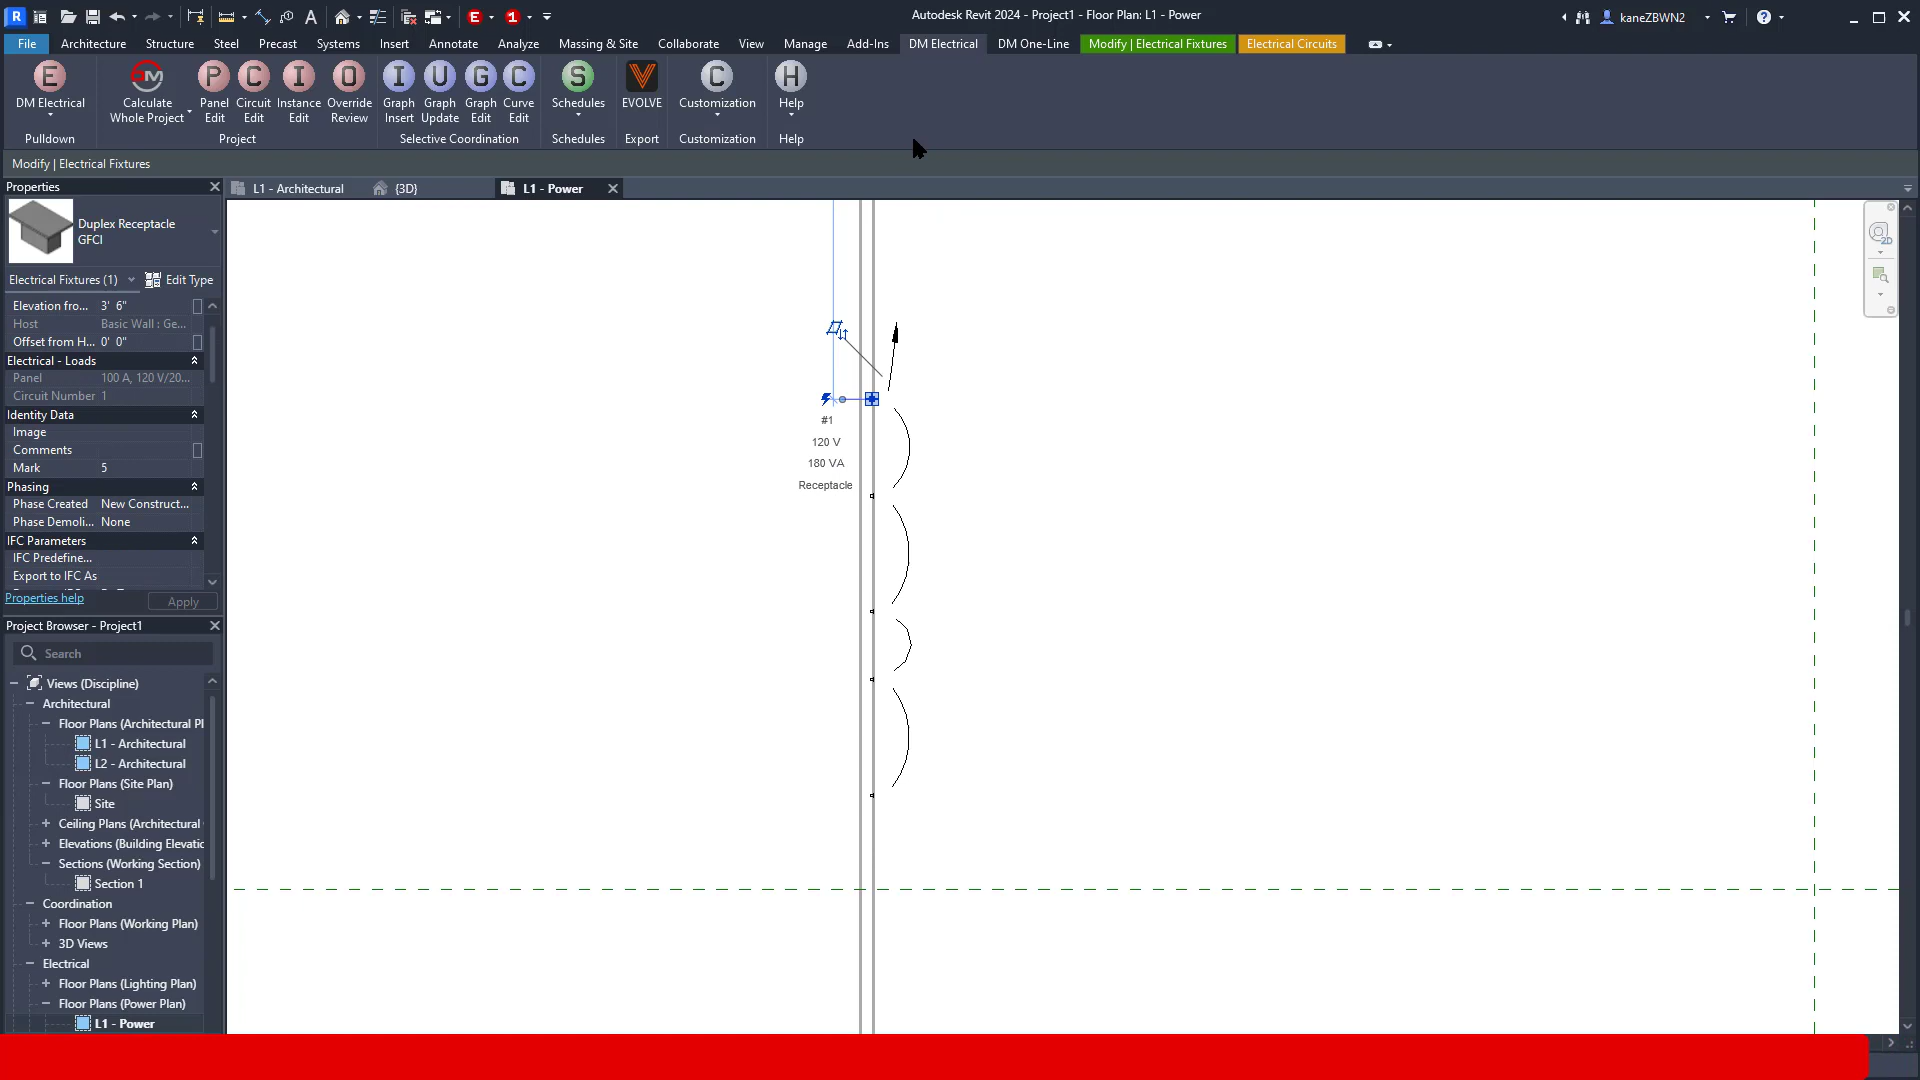 Autodesk Revit 2024 - Project1 - Floor Plan: L1 - Power
kaneZBWN2
File Architecture Structure Steel Precast Systems Insert Annotate Analyze Massing & Site Collaborate View Manage Add-Ins DM Electrical DM One-Line Modify | Electrical Fixtures Electrical Circuits
DM Electrical
Calculate Whole Project
Panel Edit
Circuit Edit
Instance Edit
Override Review
Graph Insert
Graph Update
Graph Edit
Curve Edit
Schedules
EVOLVE
Customization
Help
Pulldown Project Selective Coordination Schedules Export Customization Help
Modify | Electrical Fixtures
Properties
L1 - Architectural {3D} L1 - Power
Duplex Receptacle
GFCI
Electrical Fixtures (1) Edit Type
Elevation fro... 3' 6"
Host Basic Wall : Ge...
Offset from H... 0' 0"
Electrical - Loads
Panel 100 A, 120 V/20...
Circuit Number 1
Identity Data
Image
Comments
Mark 5
Phasing
Phase Created New Construct...
Phase Demoli... None
IFC Parameters
IFC Predefine...
Export to IFC As
Properties help Apply
Project Browser - Project1
Search
Views (Discipline)
Architectural
Floor Plans (Architectural Pl
L1 - Architectural
L2 - Architectural
Floor Plans (Site Plan)
Site
Ceiling Plans (Architectural
Elevations (Building Elevatic
Sections (Working Section)
Section 1
Coordination
Floor Plans (Working Plan)
3D Views
Electrical
Floor Plans (Lighting Plan)
Floor Plans (Power Plan)
L1 - Power
#1
120 V
180 VA
Receptacle
2D